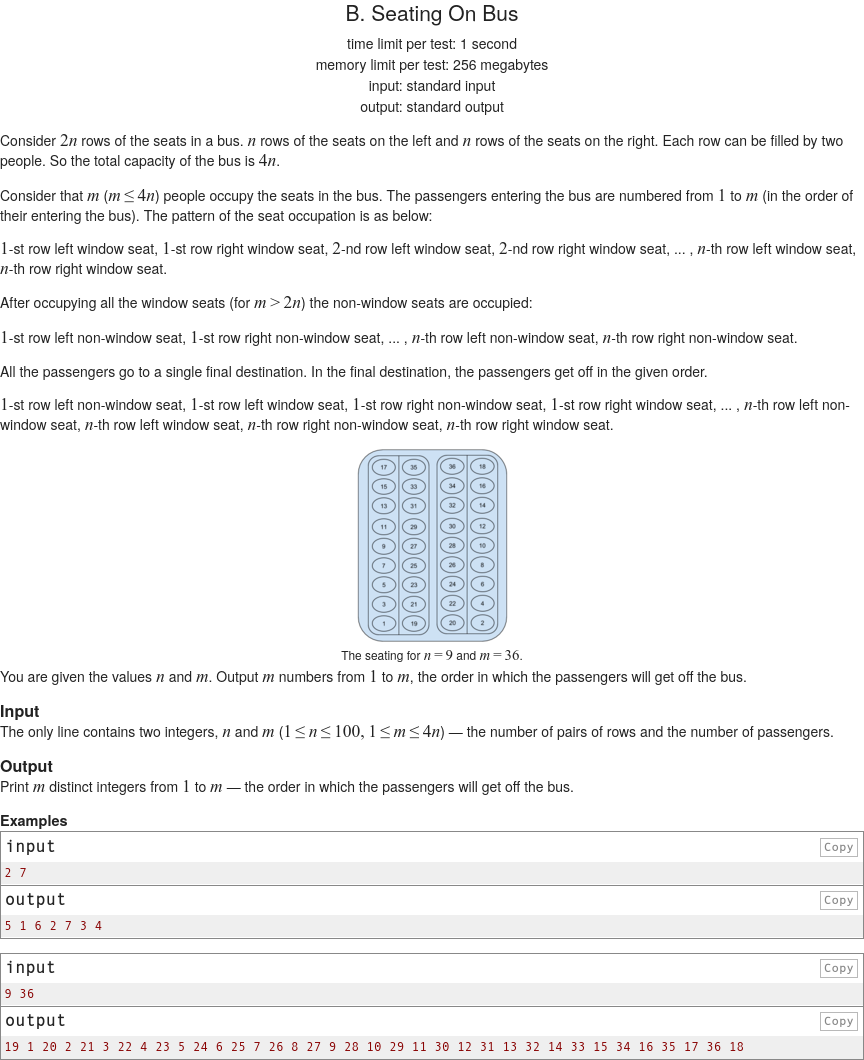 B. Seating On Bus
time limit per test: 1 second
memory limit per test: 256 megabytes
input: standard input
output: standard output
Consider 2n rows of the seats in a bus. n rows of the seats on the left and n rows of the seats on the right. Each row can be filled by two
people. So the total capacity of the bus is 4n.
Consider that m (m ≤ 4n) people occupy the seats in the bus. The passengers entering the bus are numbered from 1 to m (in the order of
their entering the bus). The pattern of the seat occupation is as below:
1-st row left window seat, 1-st row right window seat, 2-nd row left window seat, 2-nd row right window seat, ... , n-th row left window seat,
n-th row right window seat.
After occupying all the window seats (for m > 2n) the non-window seats are occupied:
1-st row left non-window seat, 1-st row right non-window seat, ... , n-th row left non-window seat, n-th row right non-window seat.
All the passengers go to a single final destination. In the final destination, the passengers get off in the given order.
1-st row left non-window seat, 1-st row left window seat, 1-st row right non-window seat, 1-st row right window seat, ... , n-th row left non-
window seat, n-th row left window seat, n-th row right non-window seat, n-th row right window seat.
17 35 36 18
15 33 34 16
13 31 32 14
11 29 30 12
9 27 28 10
7 25 26 8
5 23 24 6
3 21 22 4
1 19 20 2
The seating for n = 9 and m = 36.
You are given the values n and m. Output m numbers from 1 to m, the order in which the passengers will get off the bus.
Input
The only line contains two integers, n and m (1 ≤ n ≤ 100, 1 ≤ m ≤ 4n) — the number of pairs of rows and the number of passengers.
Output
Print m distinct integers from 1 to m — the order in which the passengers will get off the bus.
Examples
input Copy
2 7
output Copy
5 1 6 2 7 3 4
input Copy
9 36
output Copy
19 1 20 2 21 3 22 4 23 5 24 6 25 7 26 8 27 9 28 10 29 11 30 12 31 13 32 14 33 15 34 16 35 17 36 18